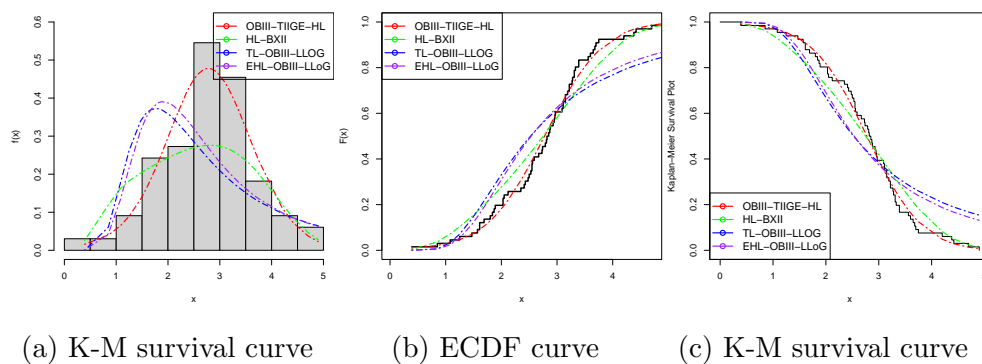 OBIII-TIIGE-HL
HL-BXII
TL-OBIII-LLOG
EHL-OBIII-LLoG
f(x)
0.0 0.1 0.2 0.3 0.4 0.5 0.6
0 1 2 3 4 5
x
OBIII-TIIGE-HL
HL-BXII
TL-OBIII-LLOG
EHL-OBIII-LLoG
F(x)
0.0 0.2 0.4 0.6 0.8 1.0
0 1 2 3 4
x
Kaplan-Meier Survival Plot
0.0 0.2 0.4 0.6 0.8 1.0
OBIII-TIIGE-HL
HL-BXII
TL-OBIII-LLOG
EHL-OBIII-LLoG
0 1 2 3 4 5
x
(a) K-M survival curve
(b) ECDF curve
(c) K-M survival curve